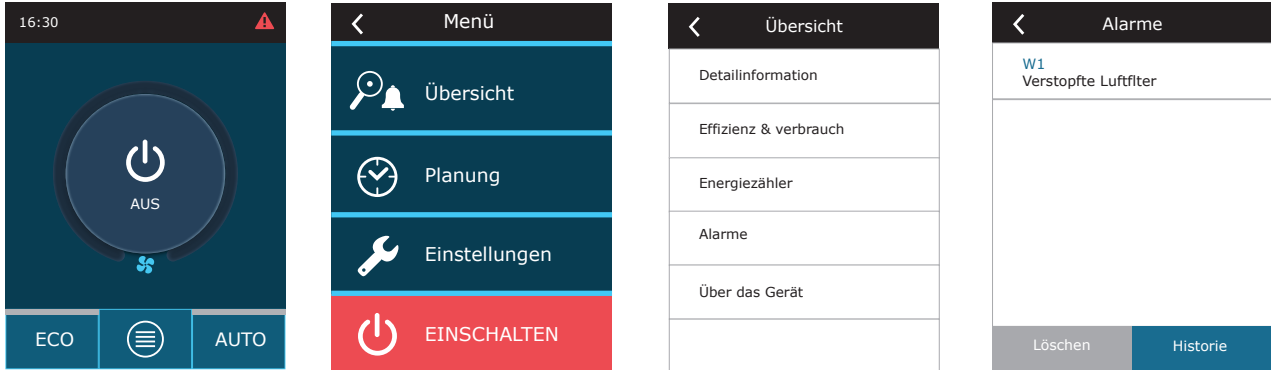 16:30
AUS
ECO
AUTO
Menü
Übersicht
Planung
Einstellungen
EINSCHALTEN
Übersicht
Detailinformation
Effizienz & verbrauch
Energiezähler
Alarme
Über das Gerät
Alarme
W1
Verstopfte Luftflter
Löschen
Historie